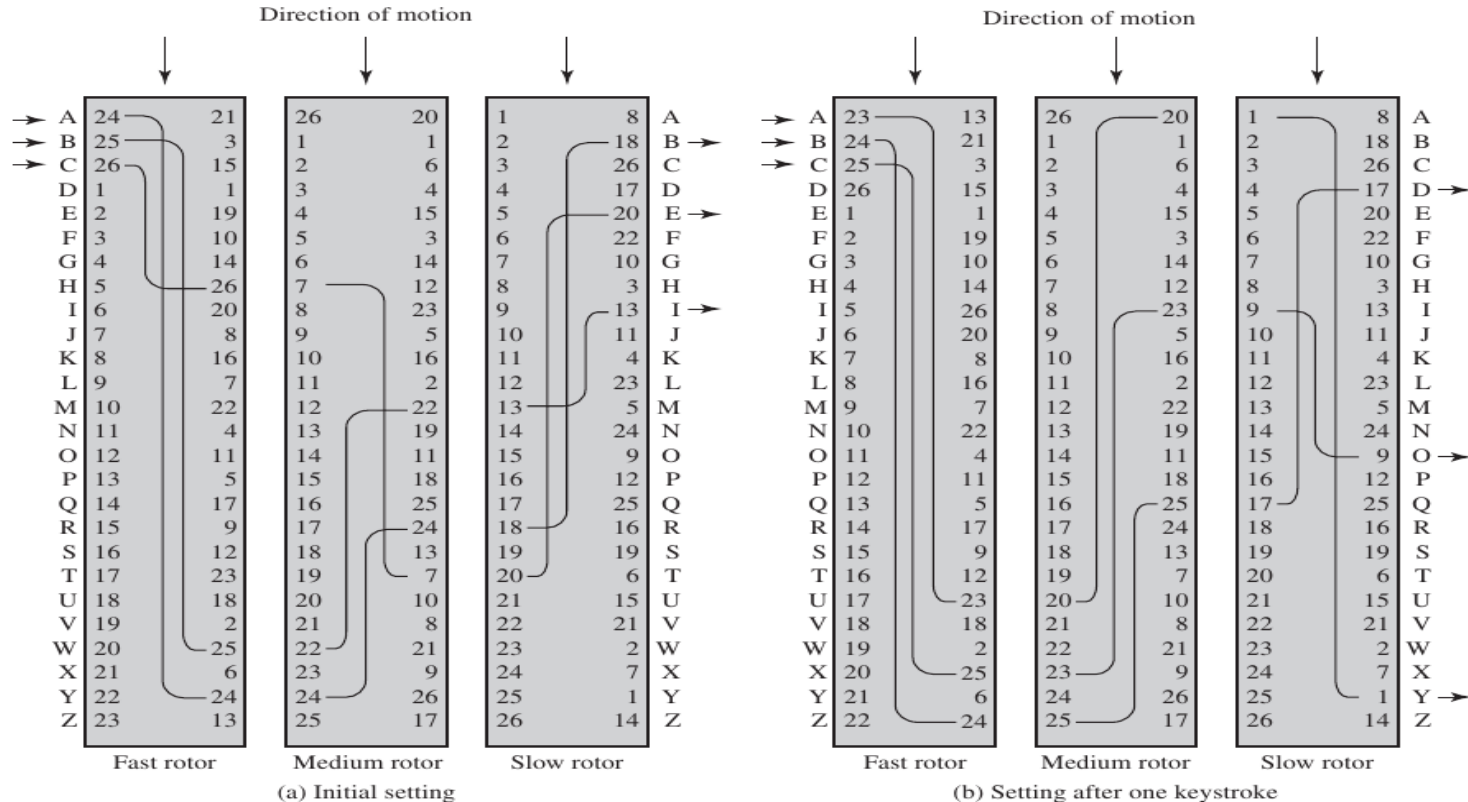 Direction of motion
A 24 21 26 20 1 8 A
B 25 3 1 1 2 18 B
C 26 15 2 6 3 26 C
D 1 1 3 4 4 17 D
E 2 19 4 15 5 20 E
F 3 10 5 3 6 22 F
G 4 14 6 14 7 10 G
H 5 26 7 12 8 3 H
I 6 20 8 23 9 13 I
J 7 8 9 5 10 11 J
K 8 16 10 16 11 4 K
L 9 7 11 2 12 23 L
M 10 22 12 22 13 5 M
N 11 4 13 19 14 24 N
O 12 11 14 11 15 9 O
P 13 5 15 18 16 12 P
Q 14 17 16 25 17 25 Q
R 15 9 17 24 18 16 R
S 16 12 18 13 19 19 S
T 17 23 19 7 20 6 T
U 18 18 20 10 21 15 U
V 19 2 21 8 22 21 V
W 20 25 22 21 23 2 W
X 21 6 23 9 24 7 X
Y 22 24 24 26 25 1 Y
Z 23 13 25 17 26 14 Z
Fast rotor Medium rotor Slow rotor
(a) Initial setting
Direction of motion
A 23 13 26 20 1 8 A
B 24 21 1 1 2 18 B
C 25 3 2 6 3 26 C
D 26 15 3 4 4 17 D
E 1 1 4 15 5 20 E
F 2 19 5 3 6 22 F
G 3 10 6 14 7 10 G
H 4 14 7 12 8 3 H
I 5 26 8 23 9 13 I
J 6 20 9 5 10 11 J
K 7 8 10 16 11 4 K
L 8 16 11 2 12 23 L
M 9 7 12 22 13 5 M
N 10 22 13 19 14 24 N
O 11 4 14 11 15 9 O
P 12 11 15 18 16 12 P
Q 13 5 16 25 17 25 Q
R 14 17 17 24 18 16 R
S 15 9 18 13 19 19 S
T 16 12 19 7 20 6 T
U 17 23 20 10 21 15 U
V 18 18 21 8 22 21 V
W 19 2 22 21 23 2 W
X 20 25 23 9 24 7 X
Y 21 6 24 26 25 1 Y
Z 22 24 25 17 26 14 Z
Fast rotor Medium rotor Slow rotor
(b) Setting after one keystroke